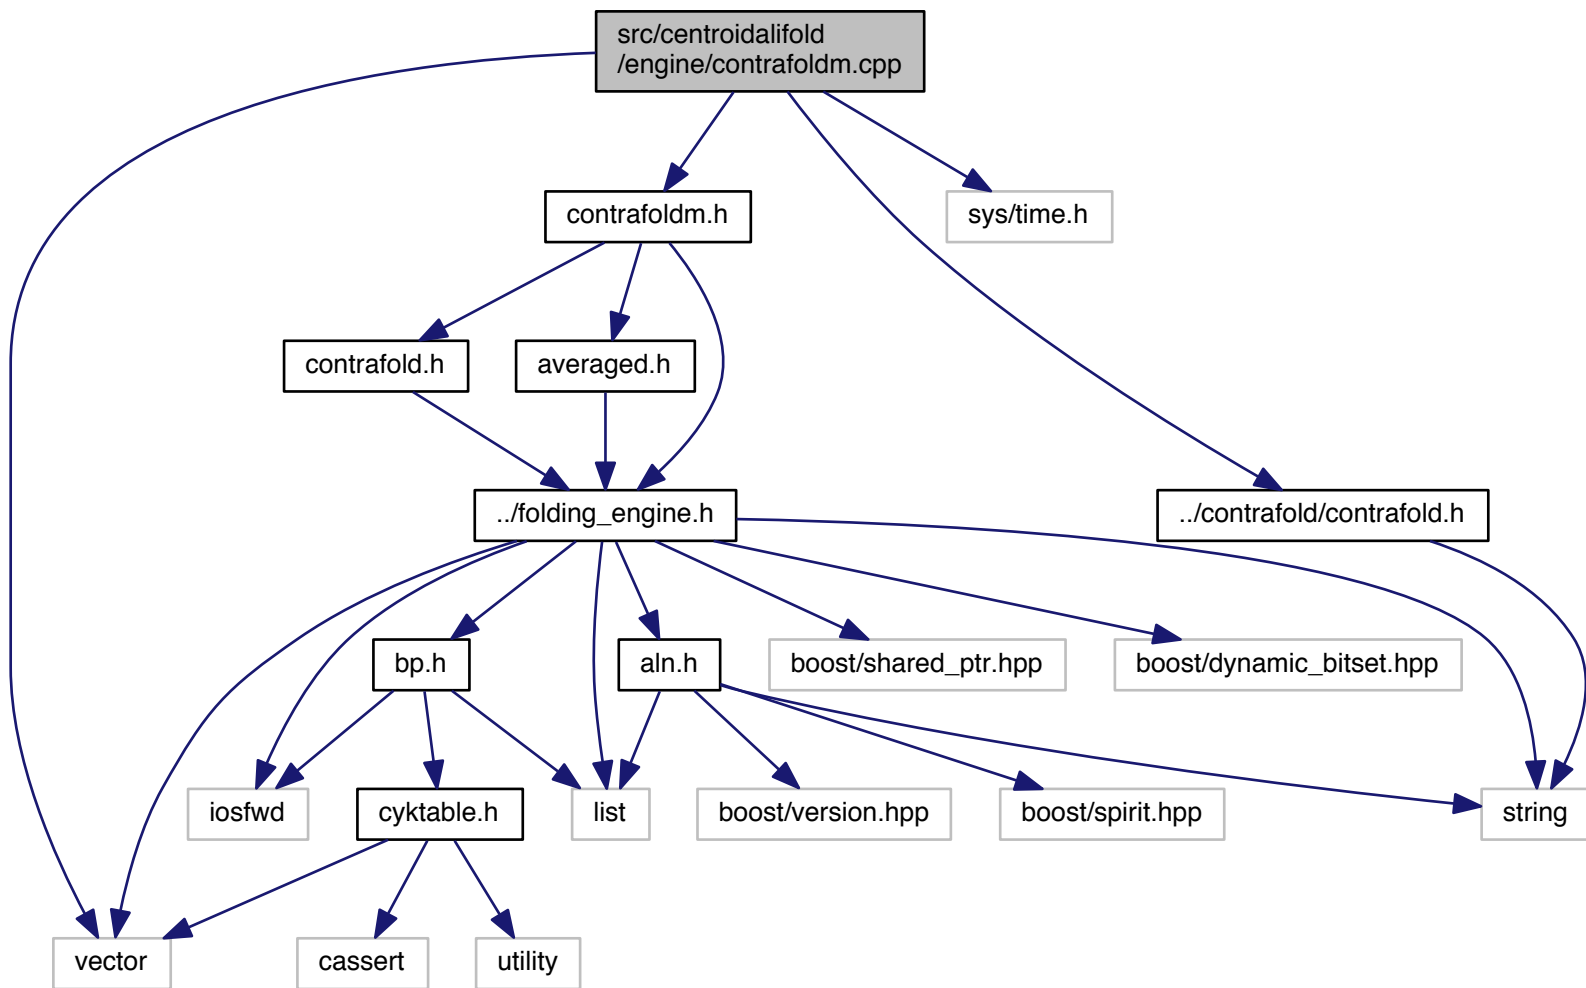 src/centroidalifold
/engine/contrafoldm.cpp
contrafoldm.h
sys/time.h
contrafold.h
averaged.h
../folding_engine.h
../contrafold/contrafold.h
bp.h
aln.h
boost/shared_ptr.hpp
boost/dynamic_bitset.hpp
iosfwd
cyktable.h
list
boost/version.hpp
boost/spirit.hpp
string
vector
cassert
utility